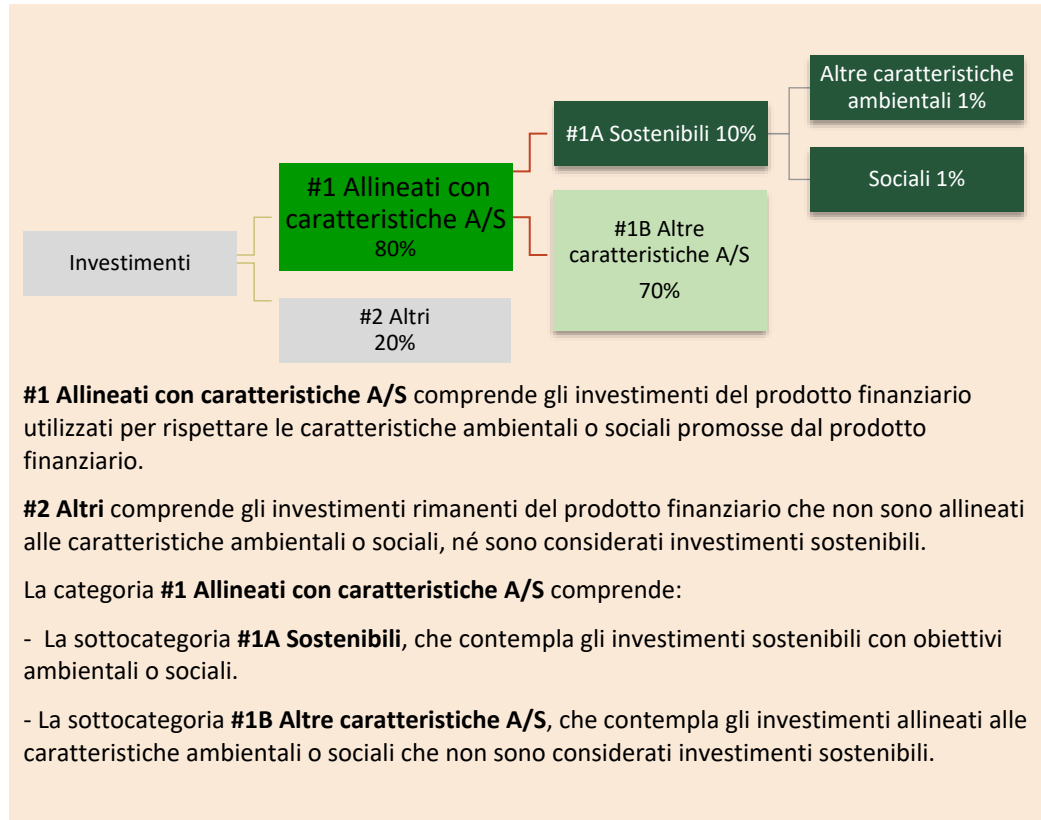 Altre caratteristiche
ambientali 1%
#1A Sostenibili 10%
Sociali 1%
#1 Allineati con
caratteristiche A/S
80%
#1B Altre
caratteristiche A/S
70%
Investimenti
#2 Altri
20%
#1 Allineati con caratteristiche A/S comprende gli investimenti del prodotto finanziario
utilizzati per rispettare le caratteristiche ambientali o sociali promosse dal prodotto
finanziario.
#2 Altri comprende gli investimenti rimanenti del prodotto finanziario che non sono allineati
alle caratteristiche ambientali o sociali, né sono considerati investimenti sostenibili.
La categoria #1 Allineati con caratteristiche A/S comprende:
- La sottocategoria #1A Sostenibili, che contempla gli investimenti sostenibili con obiettivi
ambientali o sociali.
- La sottocategoria #1B Altre caratteristiche A/S, che contempla gli investimenti allineati alle
caratteristiche ambientali o sociali che non sono considerati investimenti sostenibili.